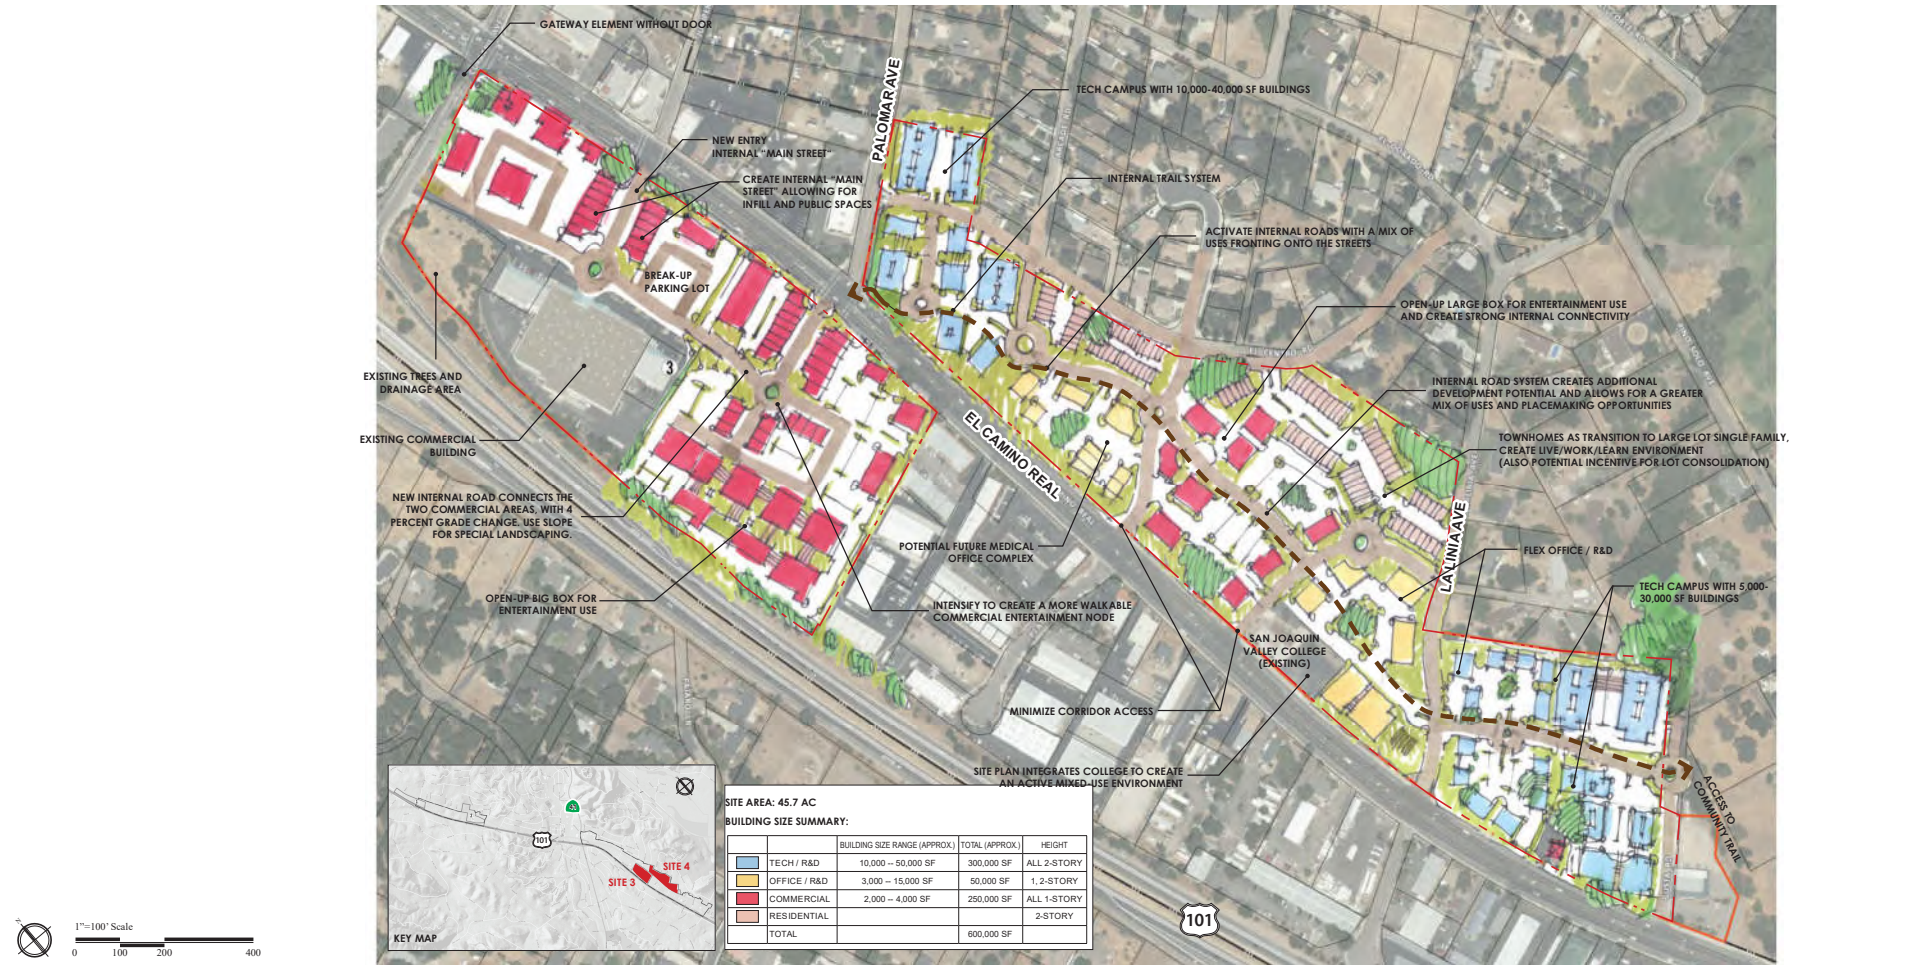 GATEWAY ELEMENT WITHOUT DOOR
PALOMAR AVE
TECH CAMPUS WITH 10,000-40,000 SF BUILDINGS
NEW ENTRY
INTERNAL "MAIN STREET"
CREATE INTERNAL "MAIN
STREET" ALLOWING FOR
INFILL AND PUBLIC SPACES
INTERNAL TRAIL SYSTEM
ACTIVATE INTERNAL ROADS WITH A MIX OF
USES FRONTING ONTO THE STREETS
BREAK-UP
PARKING LOT
OPEN-UP LARGE BOX FOR ENTERTAINMENT USE
AND CREATE STRONG INTERNAL CONNECTIVITY
3
EXISTING TREES AND
DRAINAGE AREA
INTERNAL ROAD SYSTEM CREATES ADDITIONAL
DEVELOPMENT POTENTIAL AND ALLOWS FOR A GREATER
MIX OF USES AND PLACEMAKING OPPORTUNITIES
EXISTING COMMERCIAL
BUILDING
EL CAMINO REAL
TOWNHOMES AS TRANSITION TO LARGE LOT SINGLE FAMILY,
CREATE LIVE/WORK/LEARN ENVIRONMENT
(ALSO POTENTIAL INCENTIVE FOR LOT CONSOLIDATION)
NEW INTERNAL ROAD CONNECTS THE
TWO COMMERCIAL AREAS, WITH 4
PERCENT GRADE CHANGE. USE SLOPE
FOR SPECIAL LANDSCAPING.
LA LINIA AVE
POTENTIAL FUTURE MEDICAL
OFFICE COMPLEX
FLEX OFFICE / R&D
TECH CAMPUS WITH 5,000-
30,000 SF BUILDINGS
OPEN-UP BIG BOX FOR
ENTERTAINMENT USE
INTENSIFY TO CREATE A MORE WALKABLE
COMMERCIAL ENTERTAINMENT NODE
SAN JOAQUIN
VALLEY COLLEGE
(EXISTING)
MINIMIZE CORRIDOR ACCESS
SITE PLAN INTEGRATES COLLEGE TO CREATE
AN ACTIVE MIXED-USE ENVIRONMENT
ACCESS TO
COMMUNITY TRAIL
101
SITE 4
SITE 3
KEY MAP
SITE AREA: 45.7 AC
BUILDING SIZE SUMMARY:
BUILDING SIZE RANGE (APPROX.) TOTAL (APPROX.) HEIGHT
TECH / R&D 10,000 – 50,000 SF 300,000 SF ALL 2-STORY
OFFICE / R&D 3,000 – 15,000 SF 50,000 SF 1, 2-STORY
COMMERCIAL 2,000 – 4,000 SF 250,000 SF ALL 1-STORY
RESIDENTIAL 2-STORY
TOTAL 600,000 SF
101
1"=100' Scale
0 100 200 400